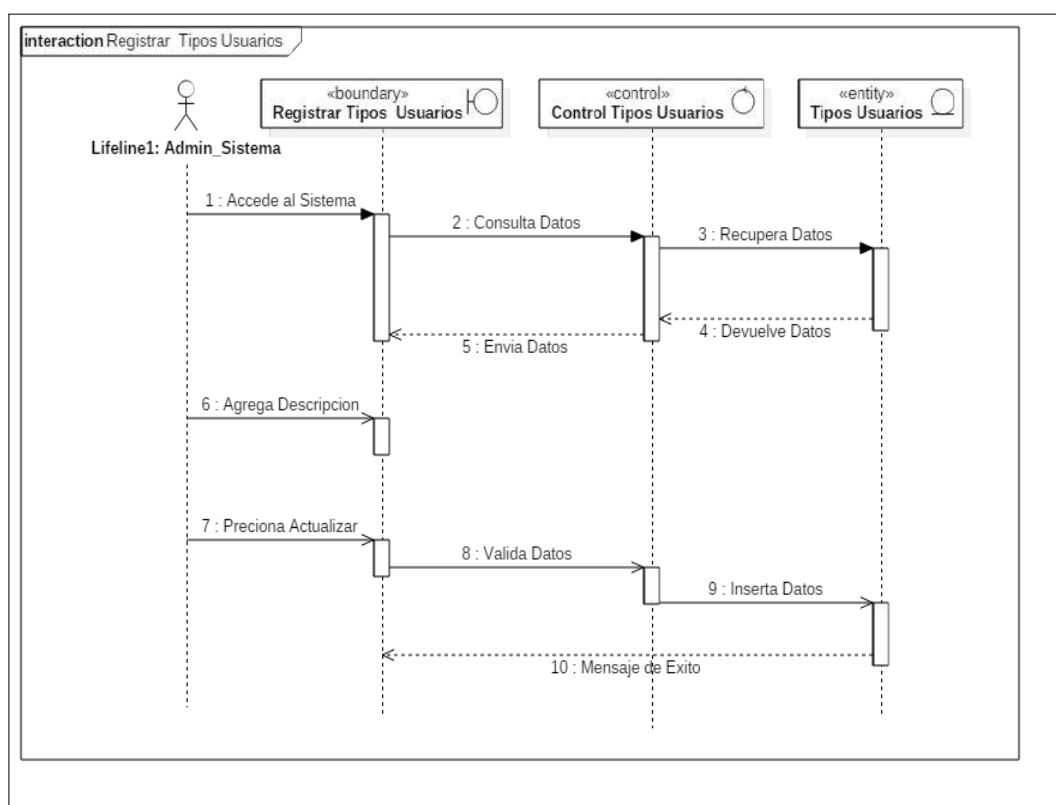 interaction Registrar Tipos Usuarios
«boundary»
Registrar Tipos Usuarios
«control»
Control Tipos Usuarios
«entity»
Tipos Usuarios
Lifeline1: Admin_Sistema
1 : Accede al Sistema
2 : Consulta Datos
3 : Recupera Datos
4 : Devuelve Datos
5 : Envia Datos
6 : Agrega Descripcion
7 : Preciona Actualizar
8 : Valida Datos
9 : Inserta Datos
10 : Mensaje de Exito